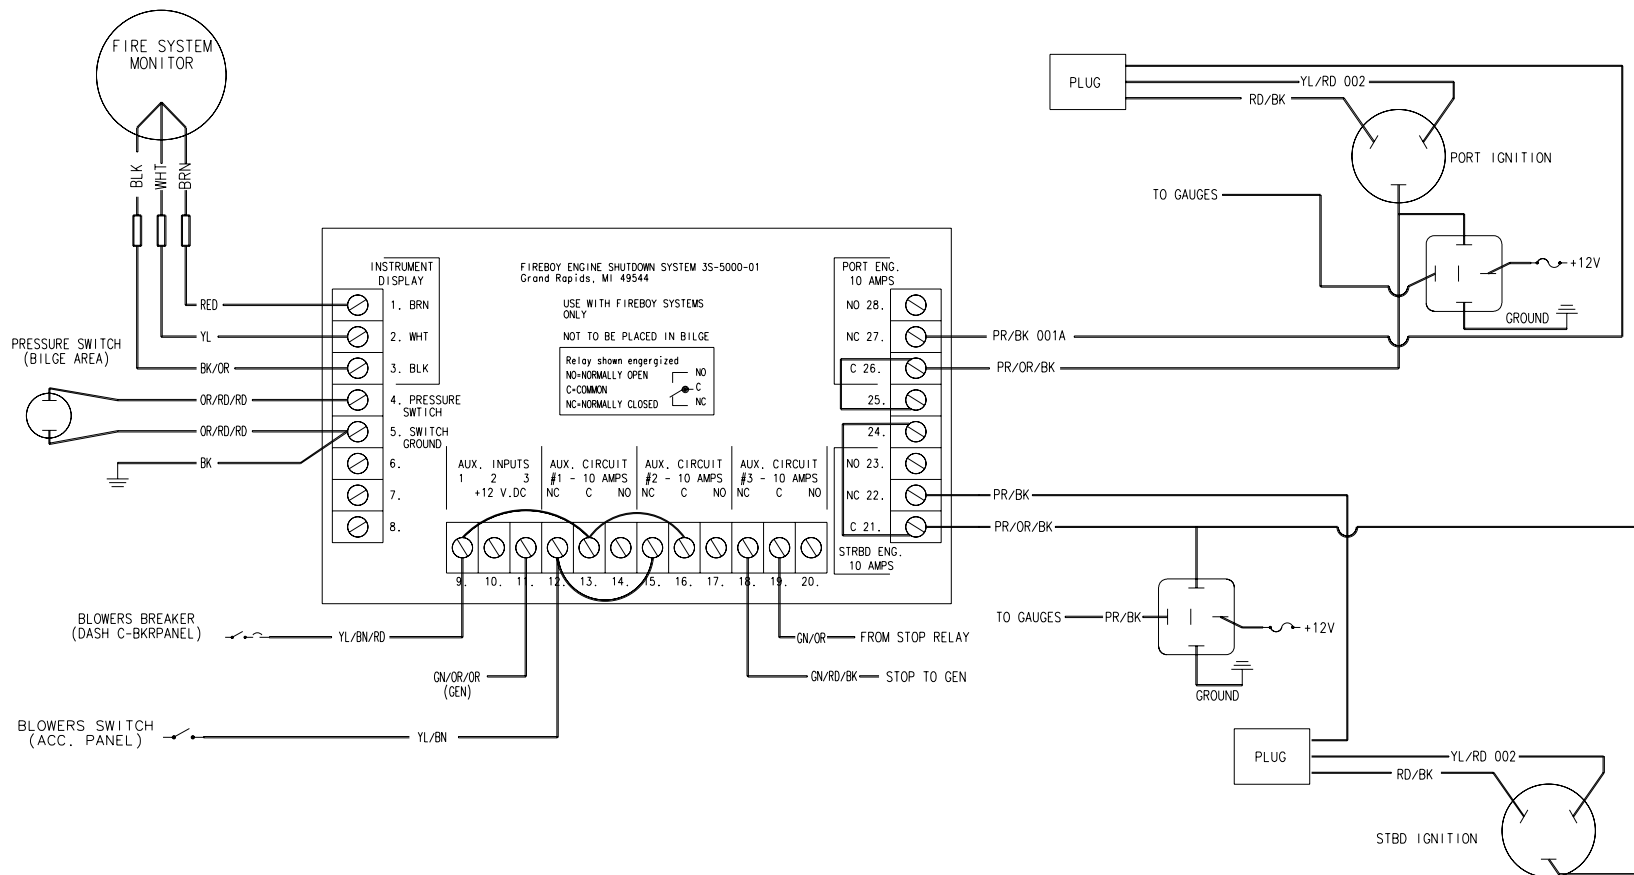 FIRE SYSTEM
MONITOR
BLK
WHT
BRN
RED
YL
BK/OR
PRESSURE SWITCH
(BILGE AREA)
OR/RD/RD
OR/RD/RD
BK
INSTRUMENT
DISPLAY
1. BRN
2. WHT
3. BLK
4. PRESSURE
SWTICH
5. SWITCH
GROUND
6.
7.
8.
FIREBOY ENGINE SHUTDOWN SYSTEM 3S-5000-01
Grand Rapids, MI 49544
USE WITH FIREBOY SYSTEMS
ONLY
NOT TO BE PLACED IN BILGE
Relay shown engergized
NO=NORMALLY OPEN
C=COMMON
NC=NORMALLY CLOSED
NO
C
NC
AUX. INPUTS
1 2 3
+12 V.DC
AUX. CIRCUIT
#1 - 10 AMPS
NC C NO
AUX. CIRCUIT
#2 - 10 AMPS
NC C NO
AUX. CIRCUIT
#3 - 10 AMPS
NC C NO
9. 10. 11. 12. 13. 14. 15. 16. 17. 18. 19. 20.
PORT ENG.
10 AMPS
NO 28.
NC 27.
C 26.
25.
24.
NO 23.
NC 22.
C 21.
STRBD ENG.
10 AMPS
BLOWERS BREAKER
(DASH C-BKRPANEL)
YL/BN/RD
GN/OR/OR
(GEN)
BLOWERS SWITCH
(ACC. PANEL)
YL/BN
GN/OR
FROM STOP RELAY
GN/RD/BK
STOP TO GEN
PLUG
YL/RD 002
RD/BK
PORT IGNITION
TO GAUGES
+12V
GROUND
PR/BK 001A
PR/OR/BK
PR/BK
PR/OR/BK
TO GAUGES
PR/BK
+12V
GROUND
PLUG
YL/RD 002
RD/BK
STBD IGNITION